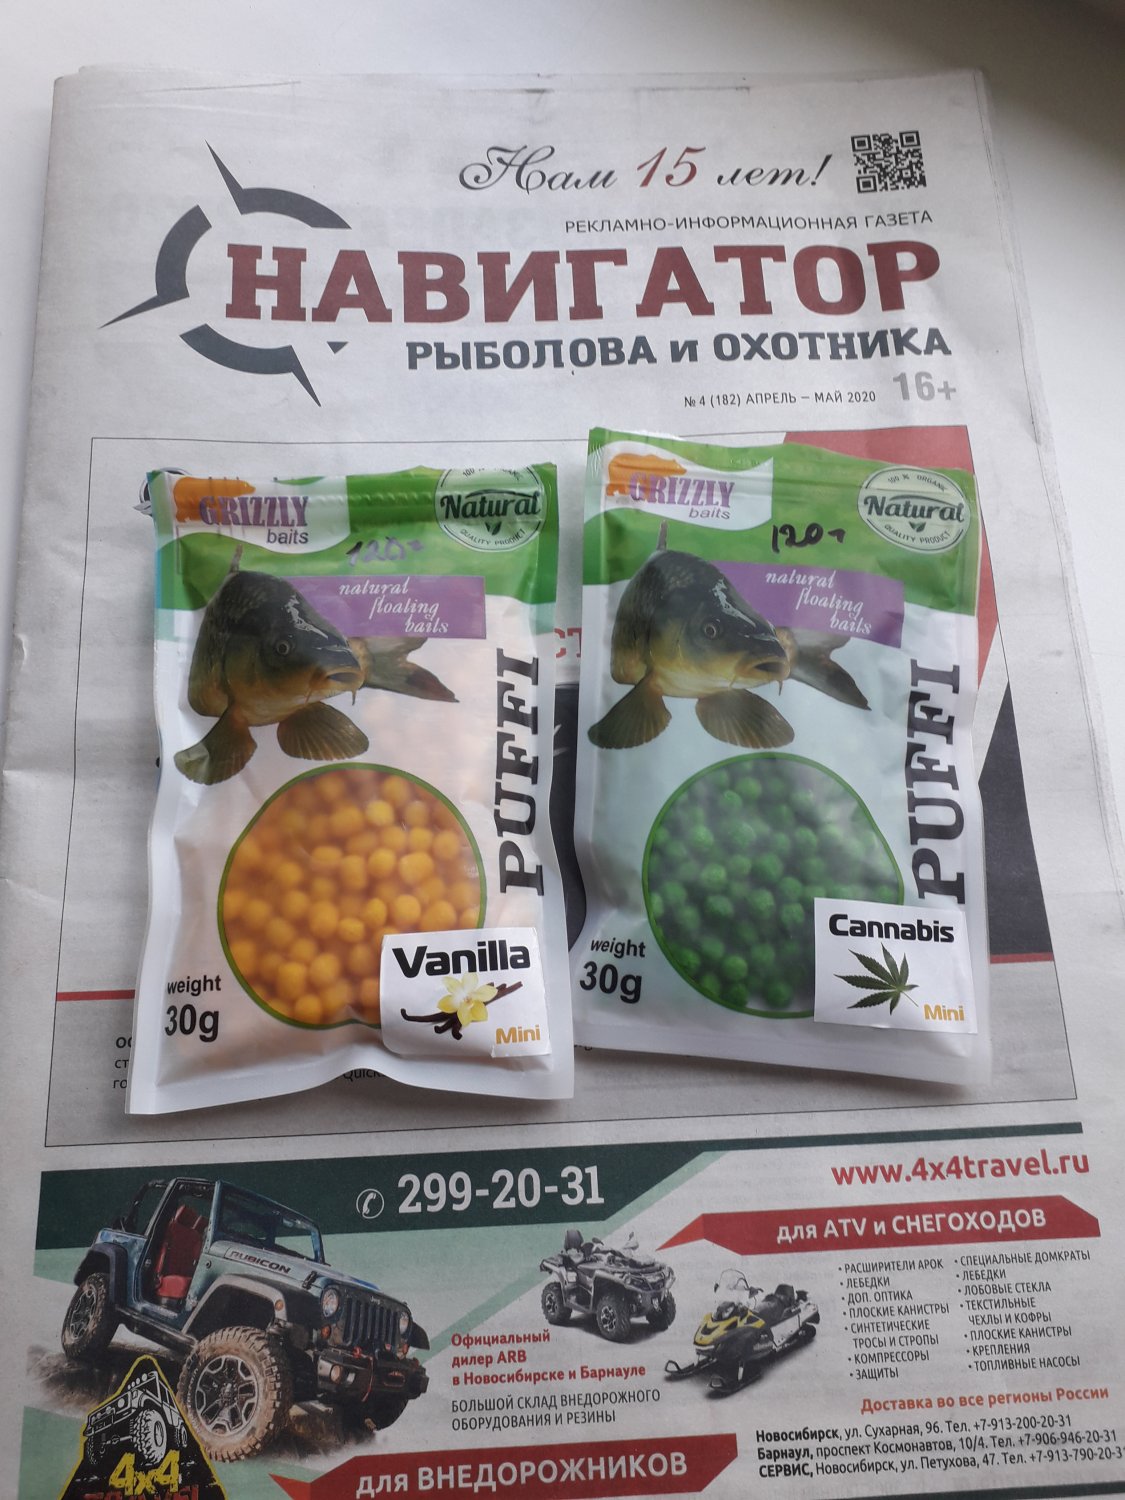 Нам 15 лет!
РЕКЛАМНО-ИНФОРМАЦИОННАЯ ГАЗЕТА
НАВИГАТОР
РЫБОЛОВА И ОХОТНИКА
№ 4 (182) АПРЕЛЬ – МАЙ 2020 16+
GRIZZLY
baits
100 % ORGANIC
Natural
QUALITY PRODUCT
120-
natural
floating
baits
PUFFI
weight
30g
Vanilla
Mini
GRIZZLY
baits
100 % ORGANIC
Natural
QUALITY PRODUCT
120-
natural
floating
baits
PUFFI
weight
30g
Cannabis
Mini
299-20-31
www.4x4travel.ru
для ATV и СНЕГОХОДОВ
• РАСШИРИТЕЛИ АРОК
• ЛЕБЕДКИ
• ДОП. ОПТИКА
• ПЛОСКИЕ КАНИСТРЫ
• СИНТЕТИЧЕСКИЕ
ТРОСЫ И СТРОПЫ
• КОМПРЕССОРЫ
• ЗАЩИТЫ
• СПЕЦИАЛЬНЫЕ ДОМКРАТЫ
• ЛЕБЕДКИ
• ЛОБОВЫЕ СТЕКЛА
• ТЕКСТИЛЬНЫЕ
ЧЕХЛЫ И КОФРЫ
• ПЛОСКИЕ КАНИСТРЫ
• КРЕПЛЕНИЯ
• ТОПЛИВНЫЕ НАСОСЫ
RUBICON
Официальный
дилер ARB
в Новосибирске и Барнауле
БОЛЬШОЙ СКЛАД ВНЕДОРОЖНОГО
ОБОРУДОВАНИЯ И РЕЗИНЫ
4x4
для ВНЕДОРОЖНИКОВ
Доставка во все регионы России
Новосибирск, ул. Сухарная, 96. Тел. +7-913-200-20-31
Барнаул, проспект Космонавтов, 10/4. Тел. +7-906-946-20-31
СЕРВИС, Новосибирск, ул. Петухова, 47. Тел. +7-913-790-20-31